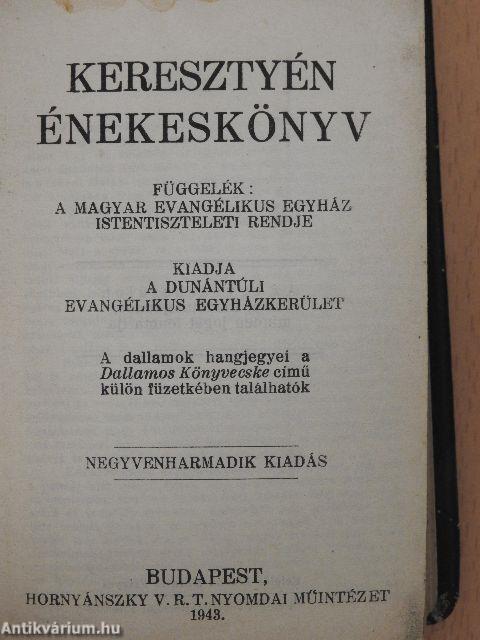 KERESZTYÉN
ÉNEKESKÖNYV
FÜGGELÉK :
A MAGYAR EVANGÉLIKUS EGYHÁZ
ISTENTISZTELETI RENDJE
KIADJA
A DUNÁNTÚLI
EVANGÉLIKUS EGYHÁZKERÜLET
A dallamok hangjegyei a
Dallamos Könyvecske című
külön füzetkében találhatók
NEGYVENHARMADIK KIADÁS
BUDAPEST,
HORNYÁNSZKY V. R. T. NYOMDAI MŰINTÉZET
1943.
Antikvárium.hu